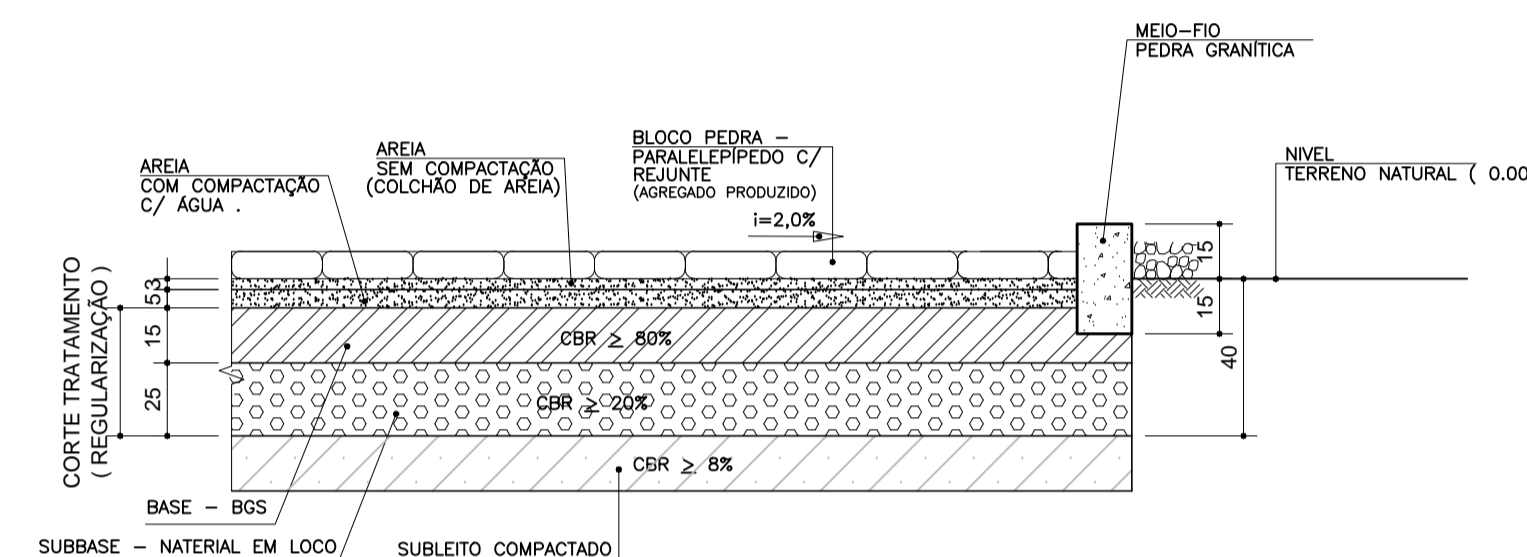 MEIO-FIO
PEDRA GRANÍTICA
BLOCO PEDRA -
PARALELEPÍPEDO C/
REJUNTE
(AGREGADO PRODUZIDO)
i=2,0%
AREIA
SEM COMPACTAÇÃO
(COLCHÃO DE AREIA)
AREIA
COM COMPACTAÇÃO
C/ ÁGUA .
NIVEL
TERRENO NATURAL ( 0.00
CORTE TRATAMENTO
( REGULARIZAÇÃO )
3
5
15
25
15
15
40
CBR ≥ 80%
CBR ≥ 20%
CBR ≥ 8%
BASE - BGS
SUBBASE - NATERIAL EM LOCO
SUBLEITO COMPACTADO